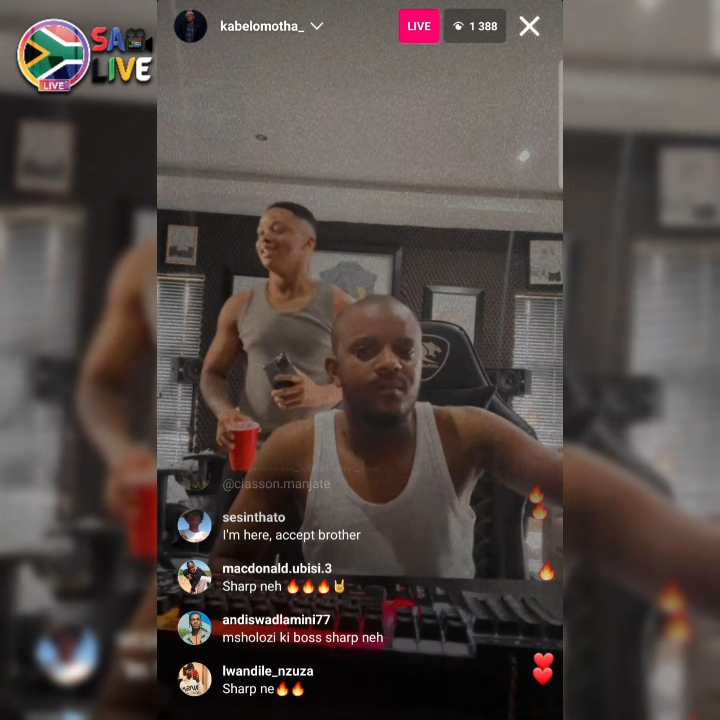 SA
LIVE
LIVE
kabelomotha_
LIVE
1 388
@classon.manjate
sesinthato
I'm here, accept brother
macdonald.ubisi.3
Sharp neh 🔥🔥🔥🤘
andiswadlamini77
msholozi ki boss sharp neh
lwandile_nzuza
Sharp ne🔥🔥